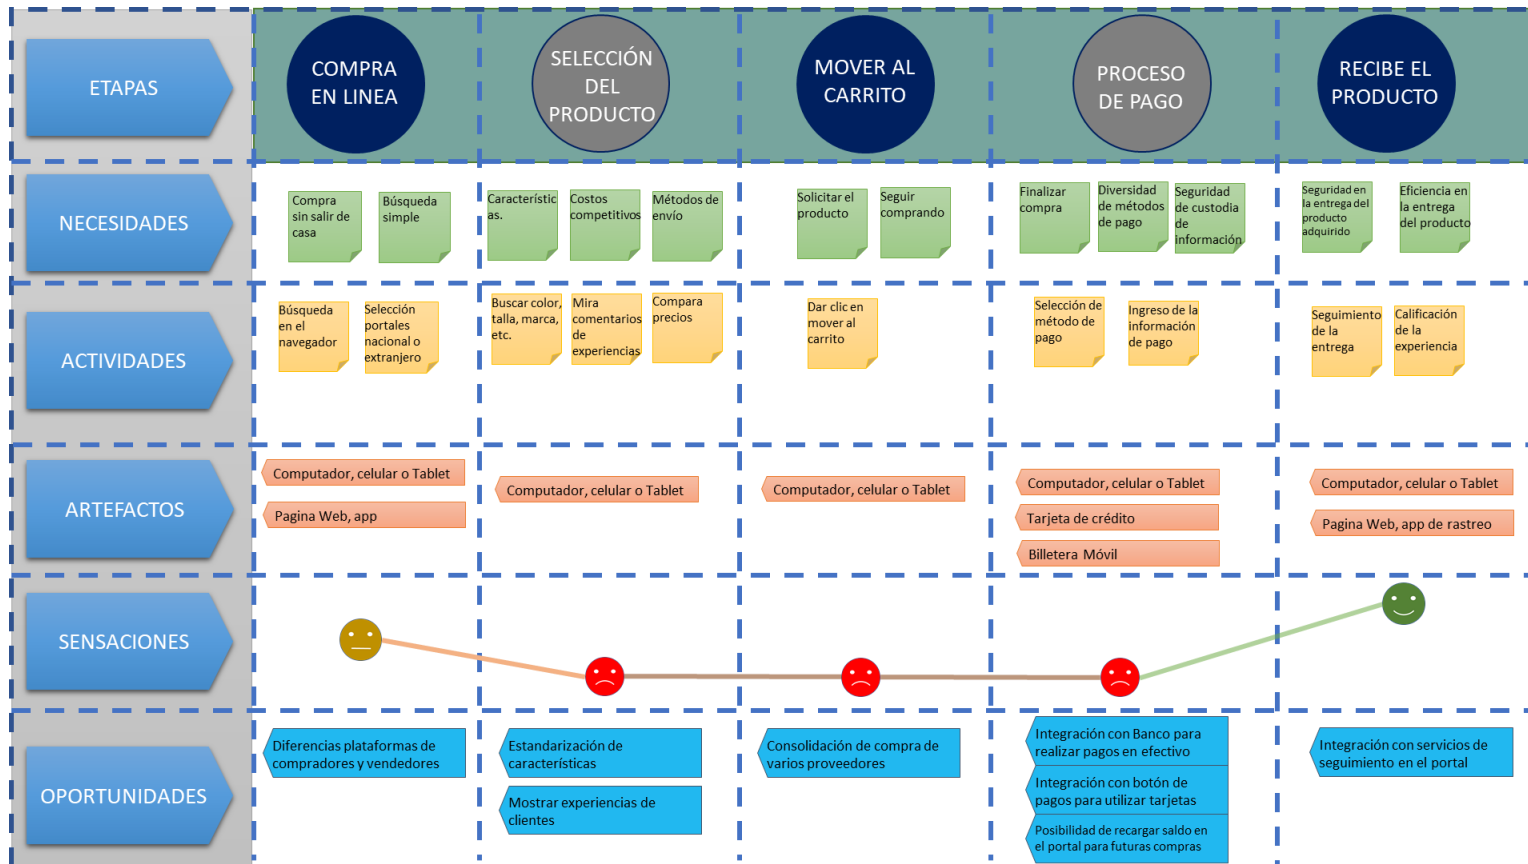 ETAPAS
COMPRA
EN LINEA
SELECCIÓN
DEL
PRODUCTO
MOVER AL
CARRITO
PROCESO
DE PAGO
RECIBE EL
PRODUCTO
NECESIDADES
Compra
sin salir de
casa
Búsqueda
simple
Característic
as.
Costos
competitivos
Métodos de
envío
Solicitar el
producto
Seguir
comprando
Finalizar
compra
Diversidad
de métodos
de pago
Seguridad
de custodia
de
información
Seguridad en
la entrega del
producto
adquirido
Eficiencia en
la entrega
del producto
ACTIVIDADES
Búsqueda
en el
navegador
Selección
portales
nacional o
extranjero
Buscar color,
talla, marca,
etc.
Mira
comentarios
de
experiencias
Compara
precios
Dar clic en
mover al
carrito
Selección de
método de
pago
Ingreso de la
información
de pago
Seguimiento
de la
entrega
Calificación
de la
experiencia
ARTEFACTOS
Computador, celular o Tablet
Pagina Web, app
Computador, celular o Tablet
Computador, celular o Tablet
Computador, celular o Tablet
Tarjeta de crédito
Billetera Móvil
Computador, celular o Tablet
Pagina Web, app de rastreo
SENSACIONES
OPORTUNIDADES
Diferencias plataformas de
compradores y vendedores
Estandarización de
características
Mostrar experiencias de
clientes
Consolidación de compra de
varios proveedores
Integración con Banco para
realizar pagos en efectivo
Integración con botón de
pagos para utilizar tarjetas
Posibilidad de recargar saldo en
el portal para futuras compras
Integración con servicios de
seguimiento en el portal